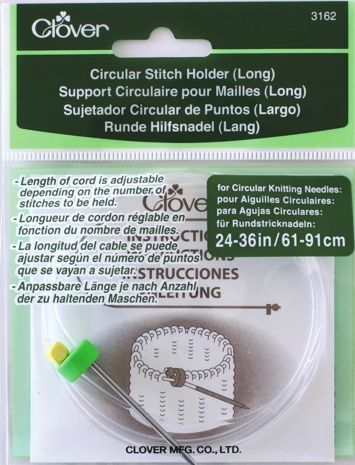 3162
Clover
Circular Stitch Holder (Long)
Support Circulaire pour Mailles (Long)
Sujetador Circular de Puntos (Largo)
Runde Hilfsnadel (Lang)
- Length of cord is adjustable
depending on the number of
stitches to be held.
- Longueur de cordon réglable en
fonction du nombre de mailles.
- La longitud del cable se puede
ajustar según el número de puntos
que se vayan a sujetar.
- Anpassbare Länge je nach Anzahl
der zu haltenden Maschen.
for Circular Knitting Needles:
pour Aiguilles Circulaires:
para Agujas Circulares:
für Rundstricknadeln:
24-36in/61-91cm
Clover
INSTRUCCIONES
CLOVER MFG. CO., LTD.